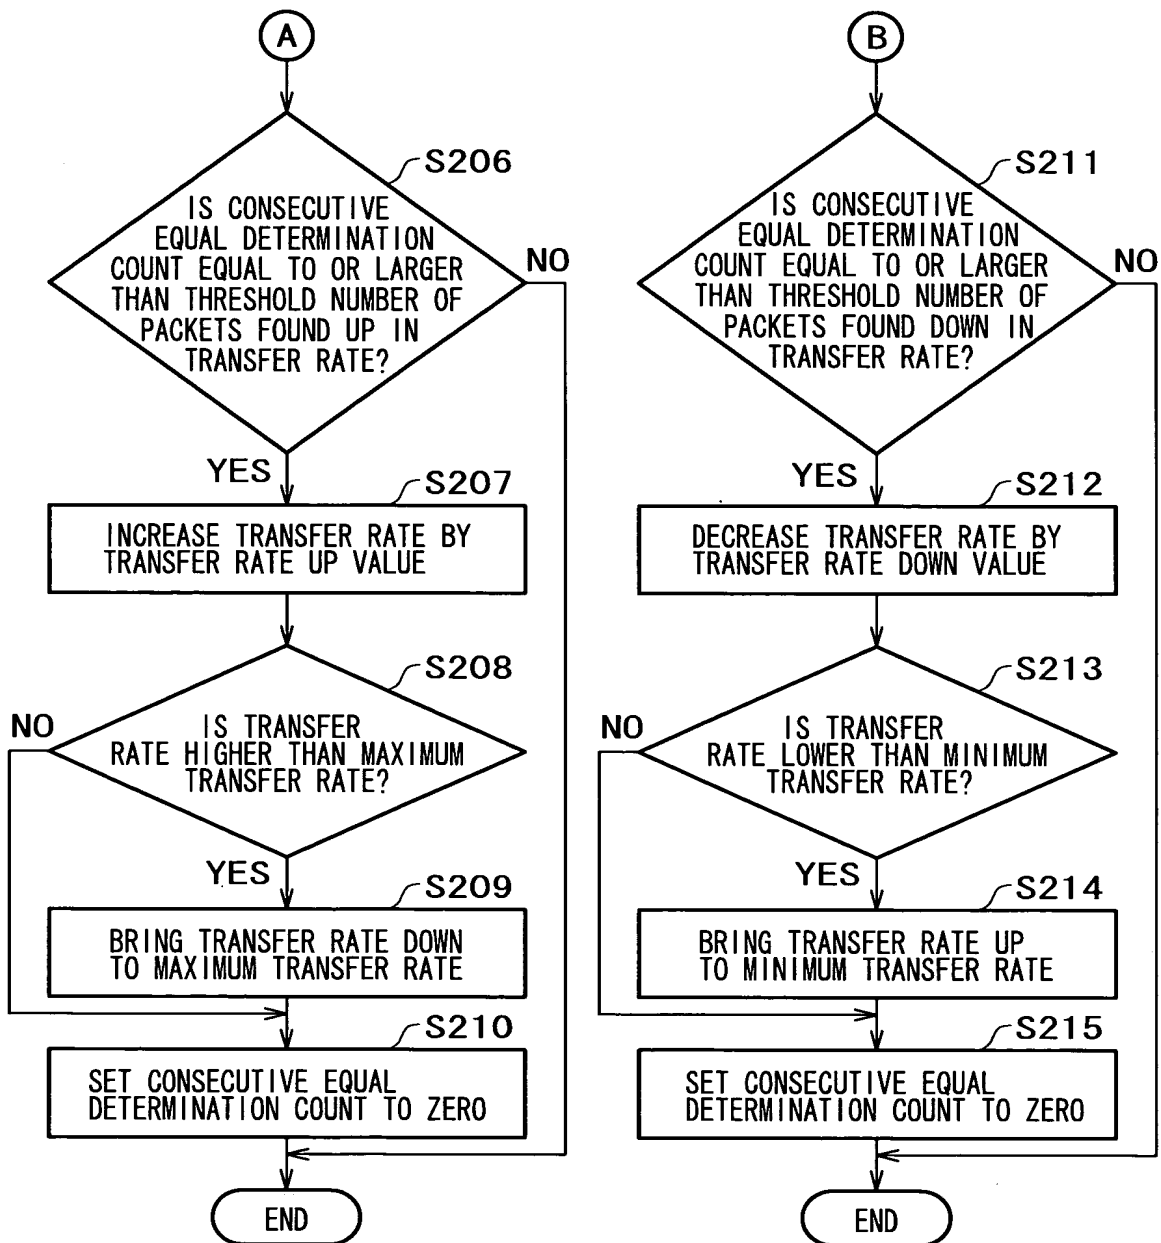 A
S206
IS CONSECUTIVE
EQUAL DETERMINATION
COUNT EQUAL TO OR LARGER
THAN THRESHOLD NUMBER OF
PACKETS FOUND UP IN
TRANSFER RATE?
NO
YES
S207
INCREASE TRANSFER RATE BY
TRANSFER RATE UP VALUE
S208
NO
IS TRANSFER
RATE HIGHER THAN MAXIMUM
TRANSFER RATE?
YES
S209
BRING TRANSFER RATE DOWN
TO MAXIMUM TRANSFER RATE
S210
SET CONSECUTIVE EQUAL
DETERMINATION COUNT TO ZERO
END
B
S211
IS CONSECUTIVE
EQUAL DETERMINATION
COUNT EQUAL TO OR LARGER
THAN THRESHOLD NUMBER OF
PACKETS FOUND DOWN IN
TRANSFER RATE?
NO
YES
S212
DECREASE TRANSFER RATE BY
TRANSFER RATE DOWN VALUE
S213
NO
IS TRANSFER
RATE LOWER THAN MINIMUM
TRANSFER RATE?
YES
S214
BRING TRANSFER RATE UP
TO MINIMUM TRANSFER RATE
S215
SET CONSECUTIVE EQUAL
DETERMINATION COUNT TO ZERO
END